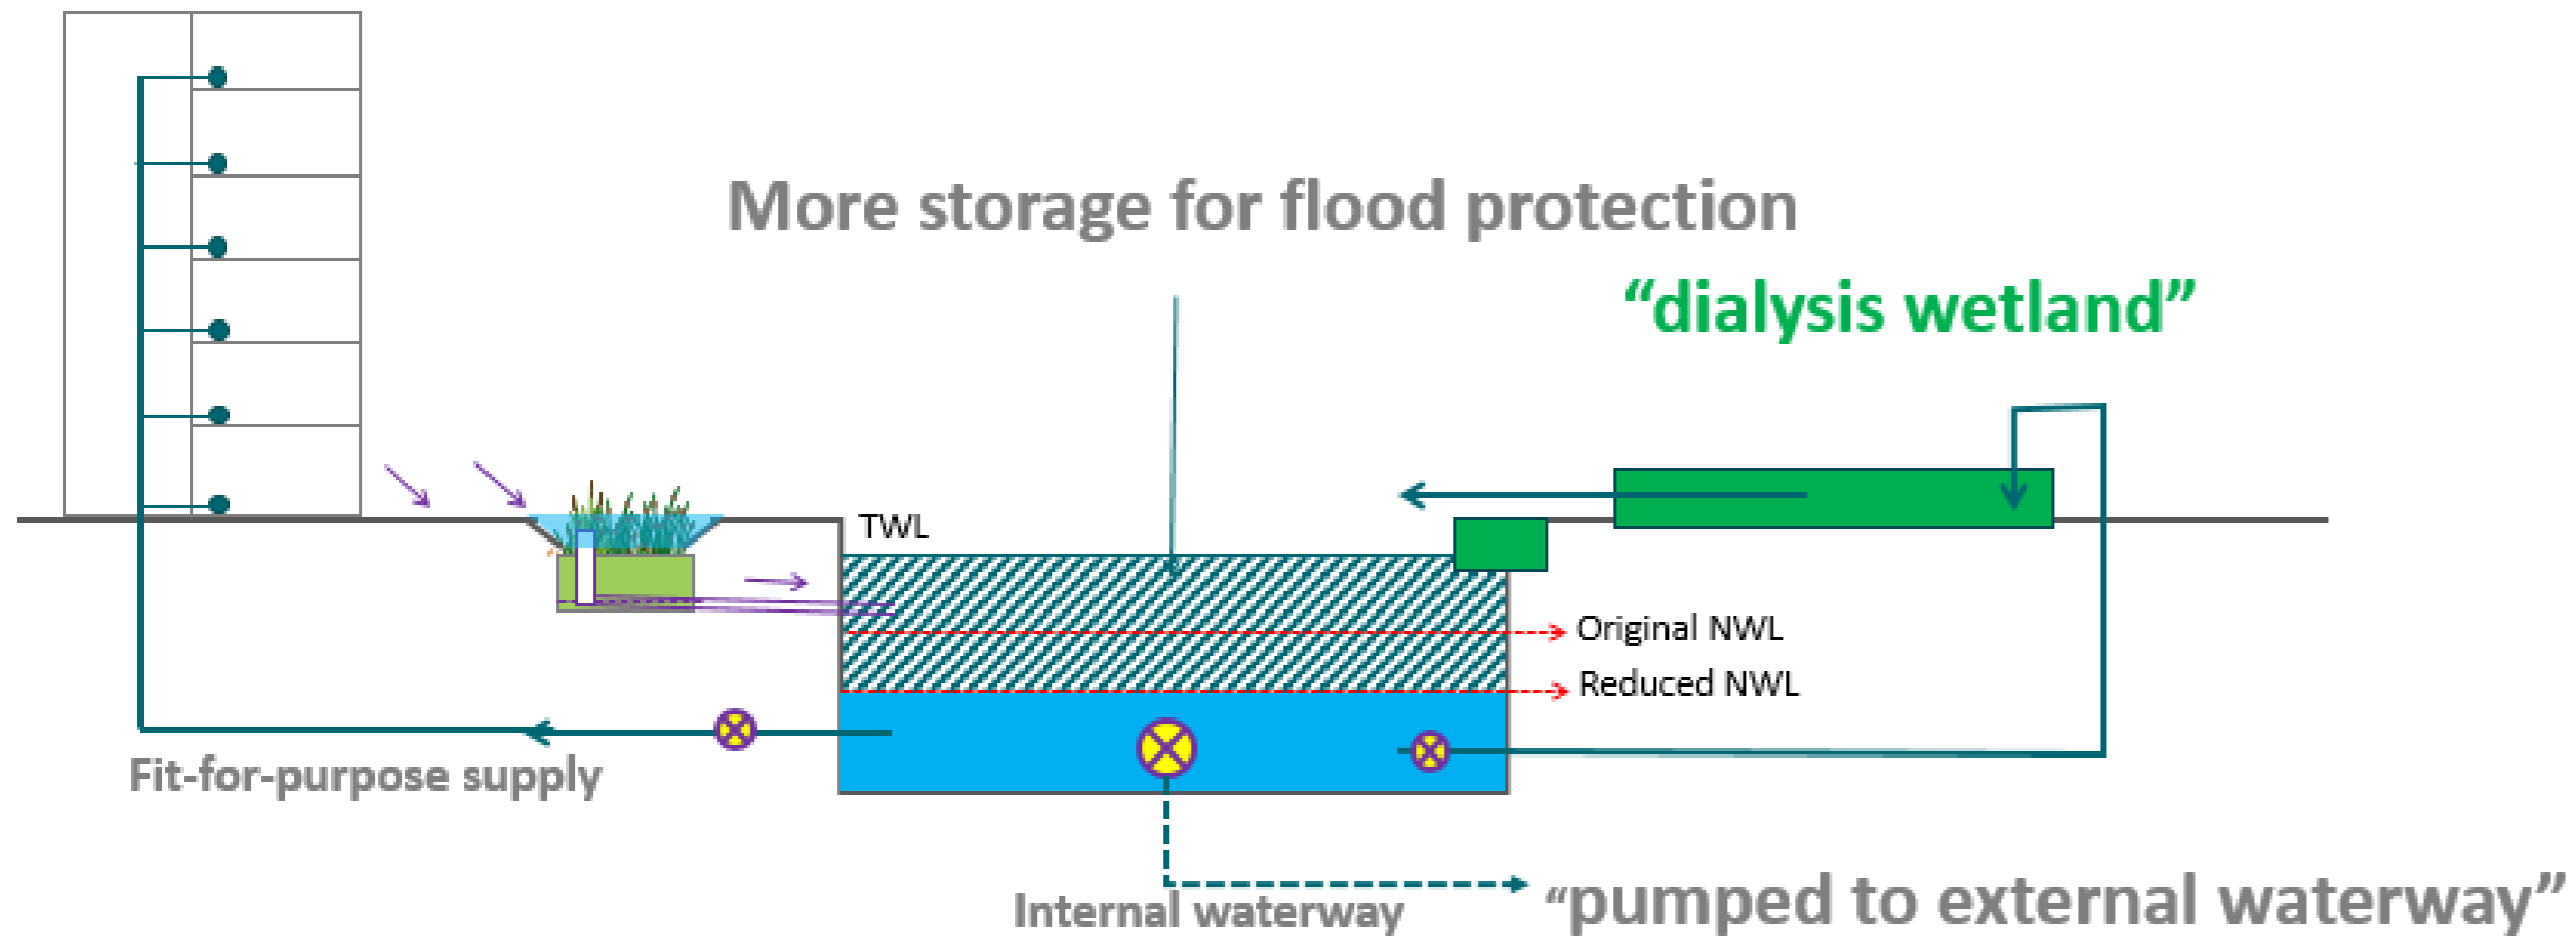 More storage for flood protection
“dialysis wetland”
TWL
Original NWL
Reduced NWL
Fit-for-purpose supply
Internal waterway
“pumped to external waterway”